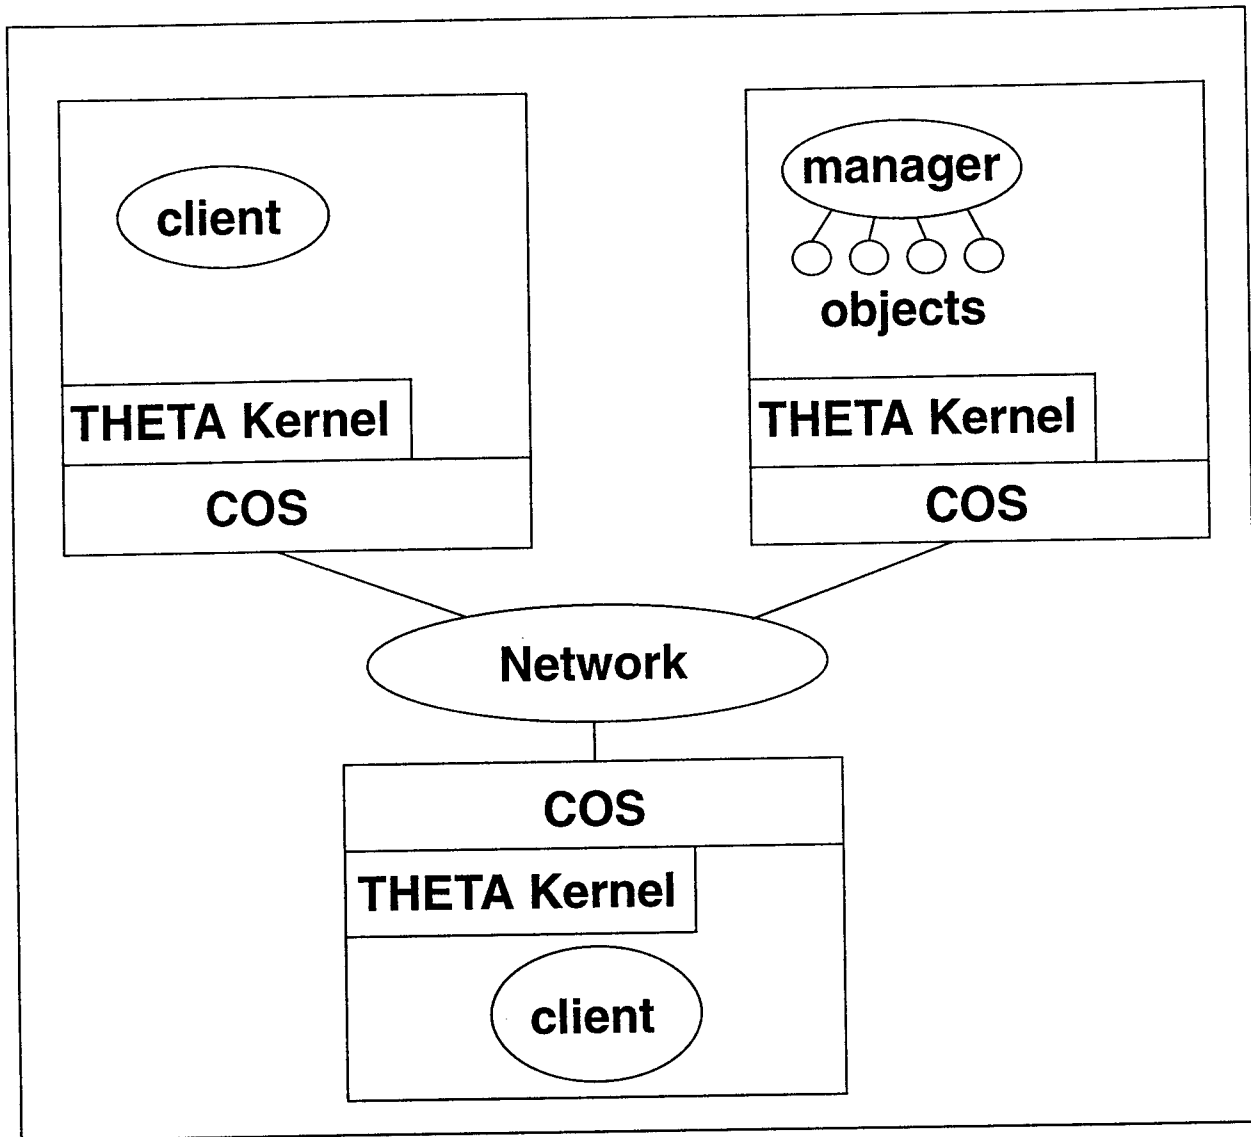 client
THETA Kernel
COS
manager
objects
THETA Kernel
COS
Network
COS
THETA Kernel
client